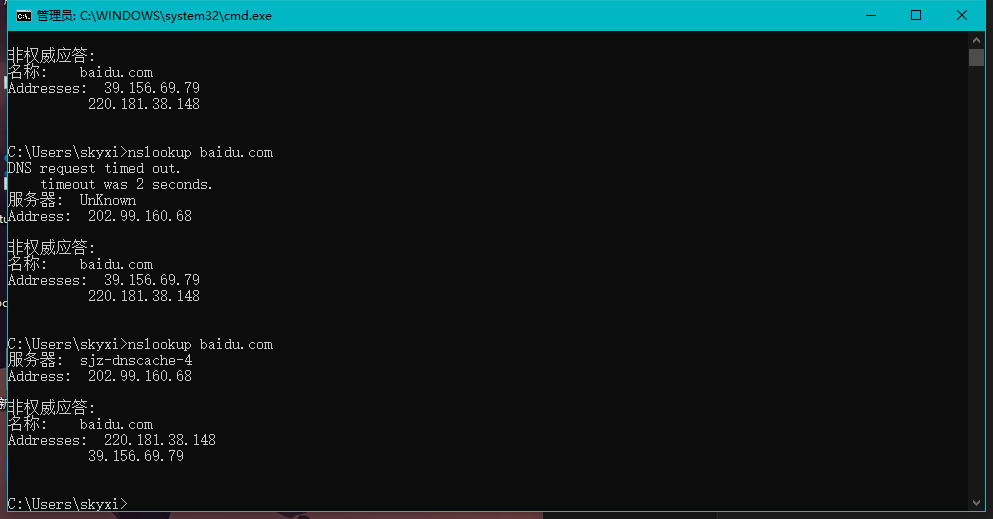 管理员: C:\WINDOWS\system32\cmd.exe
非权威应答:
名称:    baidu.com
Addresses:  39.156.69.79
          220.181.38.148
C:\Users\skyxi>nslookup baidu.com
DNS request timed out.
    timeout was 2 seconds.
服务器:  UnKnown
Address:  202.99.160.68
非权威应答:
名称:    baidu.com
Addresses:  39.156.69.79
          220.181.38.148
C:\Users\skyxi>nslookup baidu.com
服务器:  sjz-dnscache-4
Address:  202.99.160.68
非权威应答:
名称:    baidu.com
Addresses:  220.181.38.148
          39.156.69.79
C:\Users\skyxi>